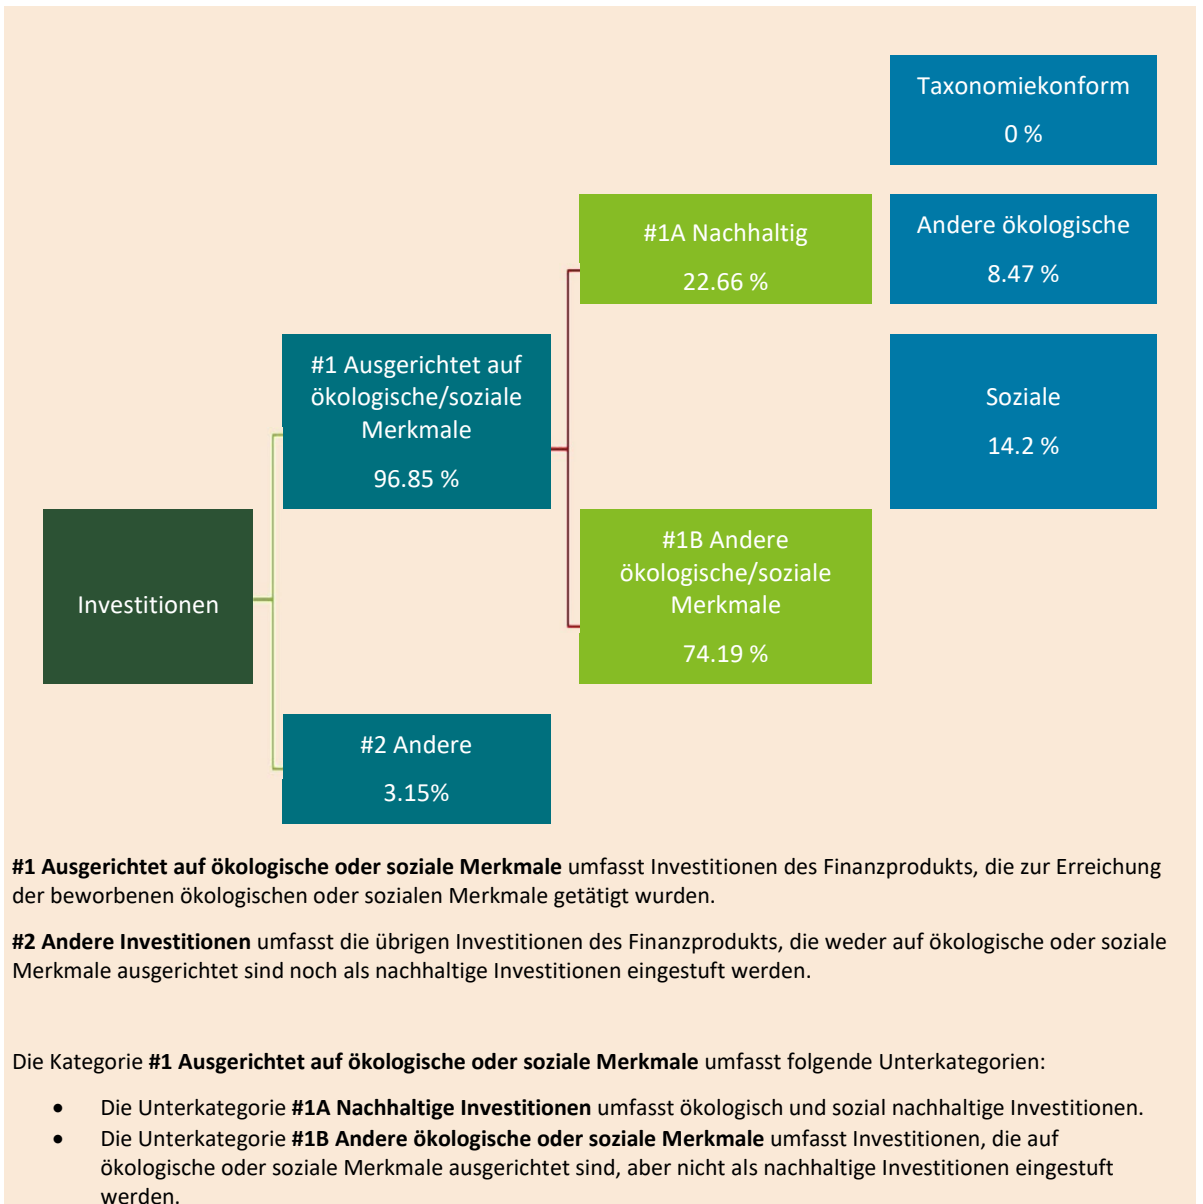 Taxonomiekonform
0 %
#1A Nachhaltig
22.66 %
Andere ökologische
8.47 %
#1 Ausgerichtet auf
ökologische/soziale
Merkmale
96.85 %
Soziale
14.2 %
Investitionen
#1B Andere
ökologische/soziale
Merkmale
74.19 %
#2 Andere
3.15%
#1 Ausgerichtet auf ökologische oder soziale Merkmale umfasst Investitionen des Finanzprodukts, die zur Erreichung
der beworbenen ökologischen oder sozialen Merkmale getätigt wurden.
#2 Andere Investitionen umfasst die übrigen Investitionen des Finanzprodukts, die weder auf ökologische oder soziale
Merkmale ausgerichtet sind noch als nachhaltige Investitionen eingestuft werden.
Die Kategorie #1 Ausgerichtet auf ökologische oder soziale Merkmale umfasst folgende Unterkategorien:
• Die Unterkategorie #1A Nachhaltige Investitionen umfasst ökologisch und sozial nachhaltige Investitionen.
• Die Unterkategorie #1B Andere ökologische oder soziale Merkmale umfasst Investitionen, die auf
ökologische oder soziale Merkmale ausgerichtet sind, aber nicht als nachhaltige Investitionen eingestuft
werden.